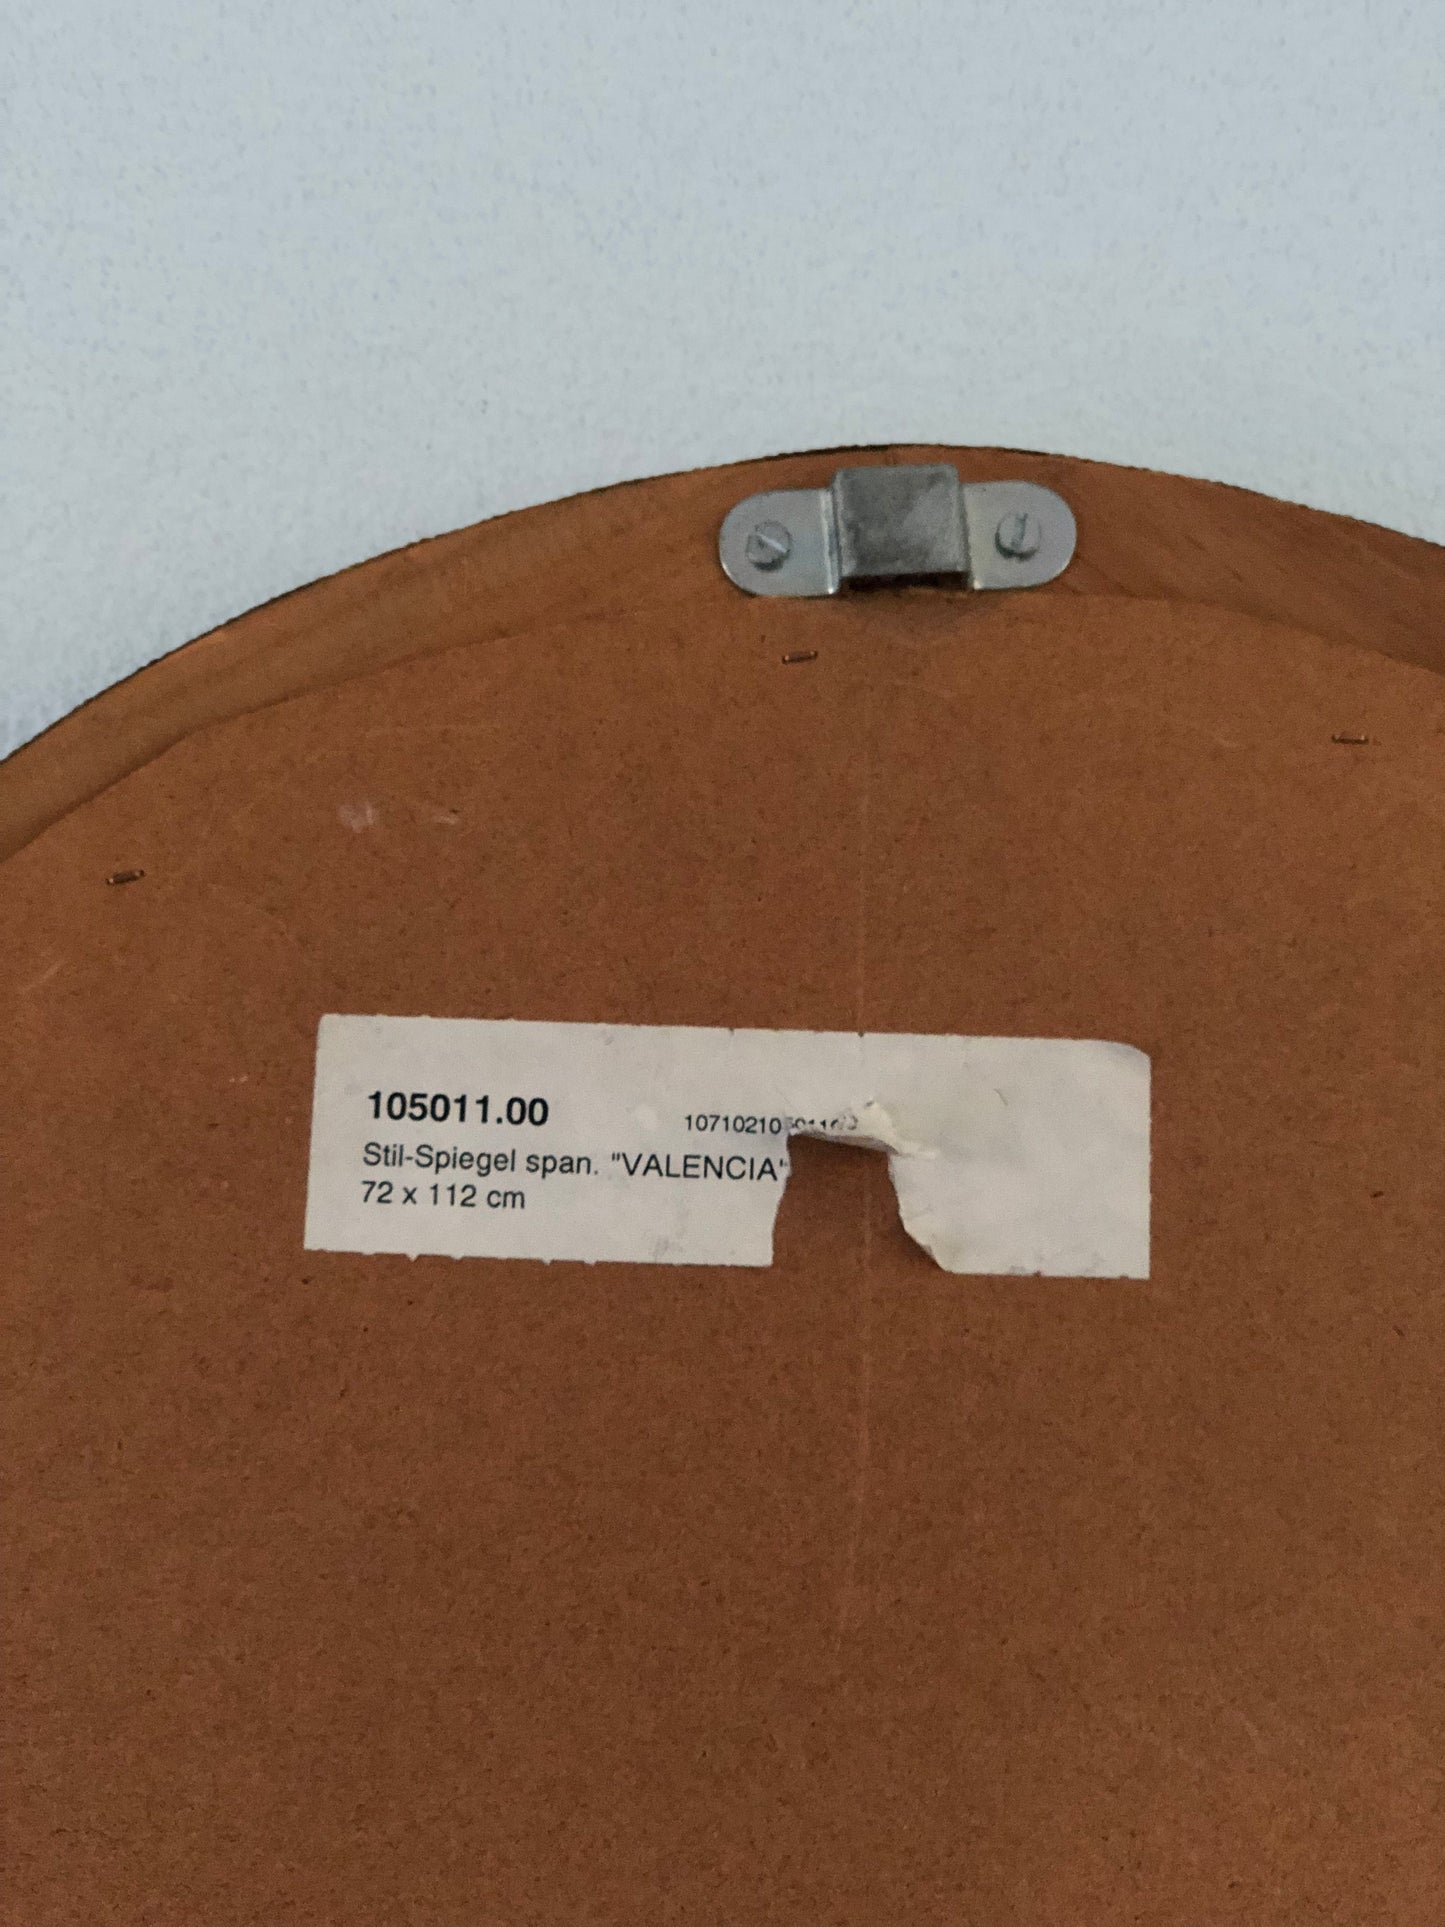 105011.00
Stil-Spiegel span. "VALENCIA"
72 x 112 cm